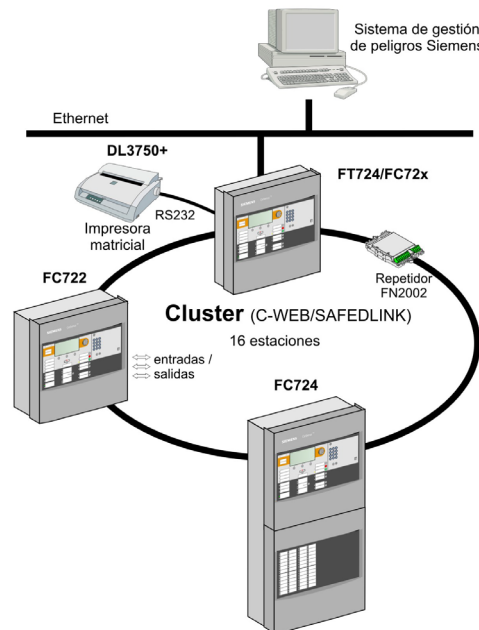 Sistema de gestión
de peligros Siemens
Ethernet
DL3750+
FT724/FC72x
RS232
Impresora
matricial
Repetidor
FN2002
FC722
Cluster (C-WEB/SAFEDLINK)
16 estaciones
entradas /
salidas
FC724